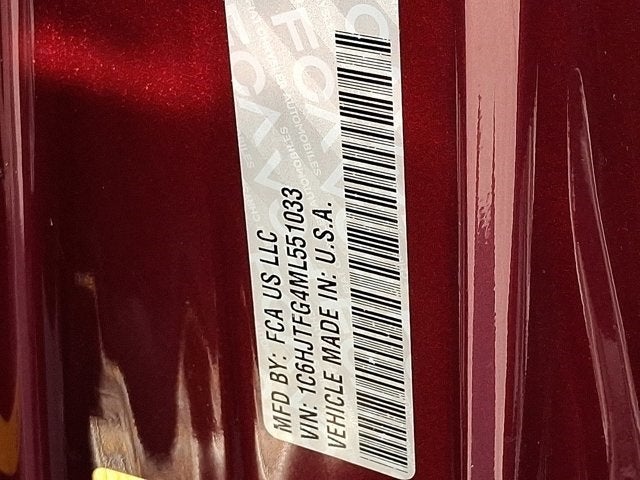 MFD BY: FCA US LLC
VIN: 1C6HJTFG4ML551033
VEHICLE MADE IN: U.S.A.